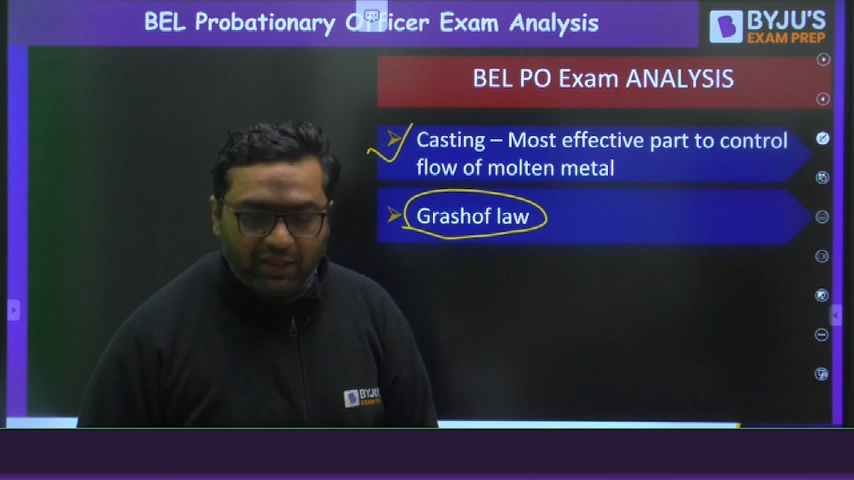 BEL Probationary Officer Exam Analysis
BYJU'S
EXAM PREP
BEL PO Exam ANALYSIS
Casting – Most effective part to control
flow of molten metal
Grashof law
BYJU